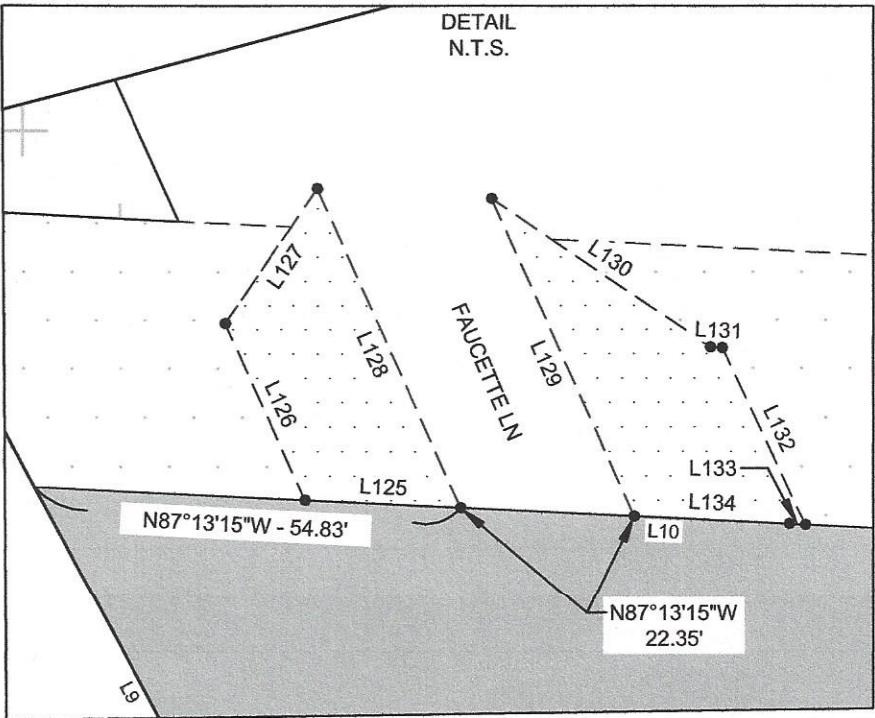 DETAIL
N.T.S.
L127
L130
L131
L128
FAUCETTE LN
L129
L126
L132
L133
L125
L134
N87°13'15"W - 54.83'
L10
N87°13'15"W
22.35'
L9